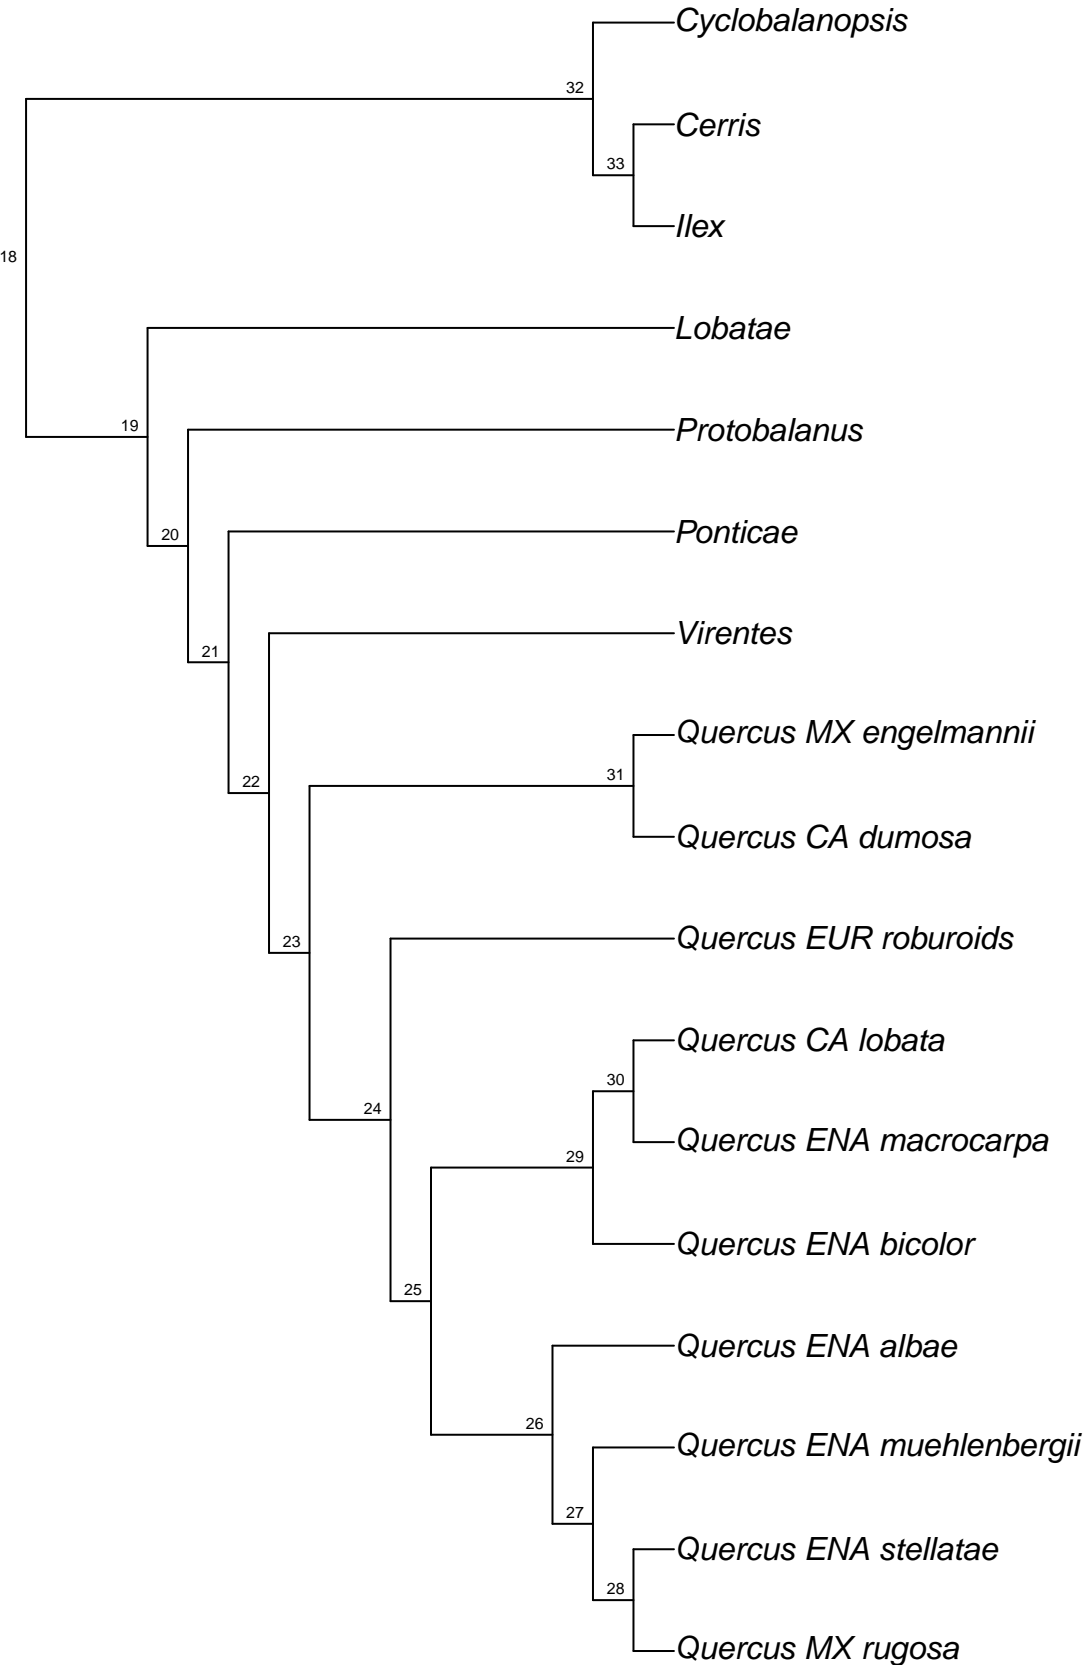 Cyclobalanopsis
32
Cerris
33
Ilex
18
Lobatae
19
Protobalanus
20
Ponticae
21
Virentes
22
Quercus MX engelmannii
31
Quercus CA dumosa
23
Quercus EUR roburoids
24
Quercus CA lobata
30
Quercus ENA macrocarpa
29
Quercus ENA bicolor
25
Quercus ENA albae
26
Quercus ENA muehlenbergii
27
Quercus ENA stellatae
28
Quercus MX rugosa